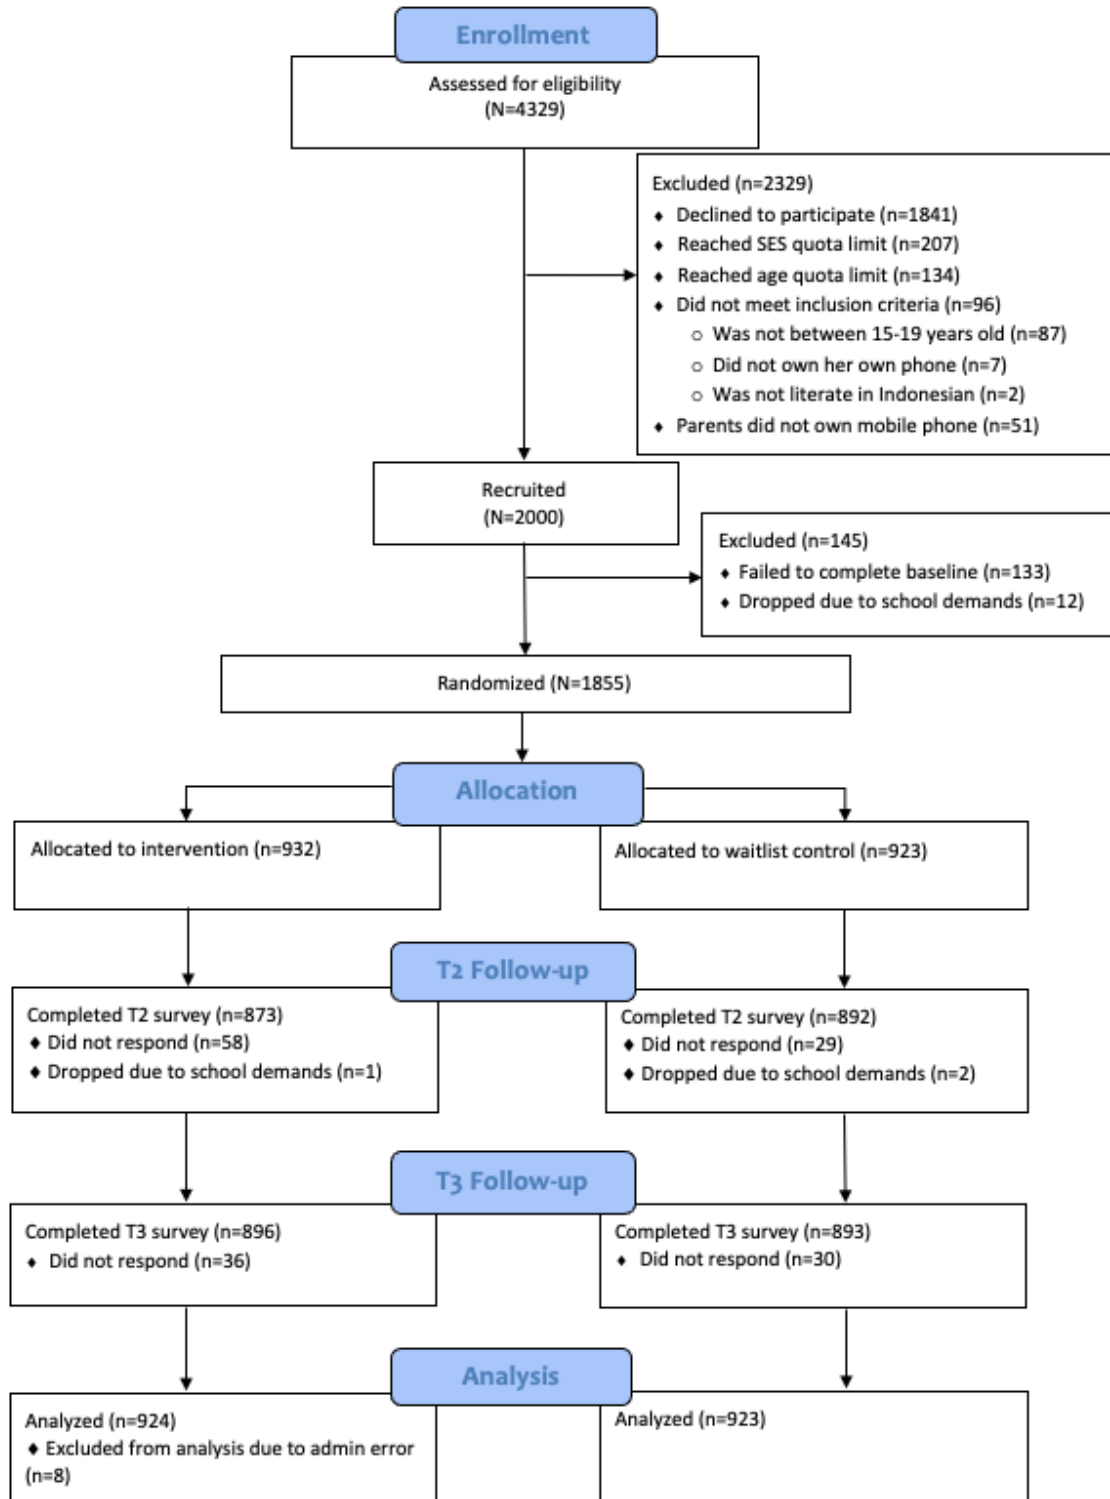 Enrollment
Assessed for eligibility
(N=4329)
Excluded (n=2329)
♦ Declined to participate (n=1841)
♦ Reached SES quota limit (n=207)
♦ Reached age quota limit (n=134)
♦ Did not meet inclusion criteria (n=96)
o Was not between 15-19 years old (n=87)
o Did not own her own phone (n=7)
o Was not literate in Indonesian (n=2)
♦ Parents did not own mobile phone (n=51)
Recruited
(N=2000)
Excluded (n=145)
♦ Failed to complete baseline (n=133)
♦ Dropped due to school demands (n=12)
Randomized (N=1855)
Allocation
Allocated to intervention (n=932)
Allocated to waitlist control (n=923)
T2 Follow-up
Completed T2 survey (n=873)
♦ Did not respond (n=58)
♦ Dropped due to school demands (n=1)
Completed T2 survey (n=892)
♦ Did not respond (n=29)
♦ Dropped due to school demands (n=2)
T3 Follow-up
Completed T3 survey (n=896)
♦ Did not respond (n=36)
Completed T3 survey (n=893)
♦ Did not respond (n=30)
Analysis
Analyzed (n=924)
♦ Excluded from analysis due to admin error
(n=8)
Analyzed (n=923)